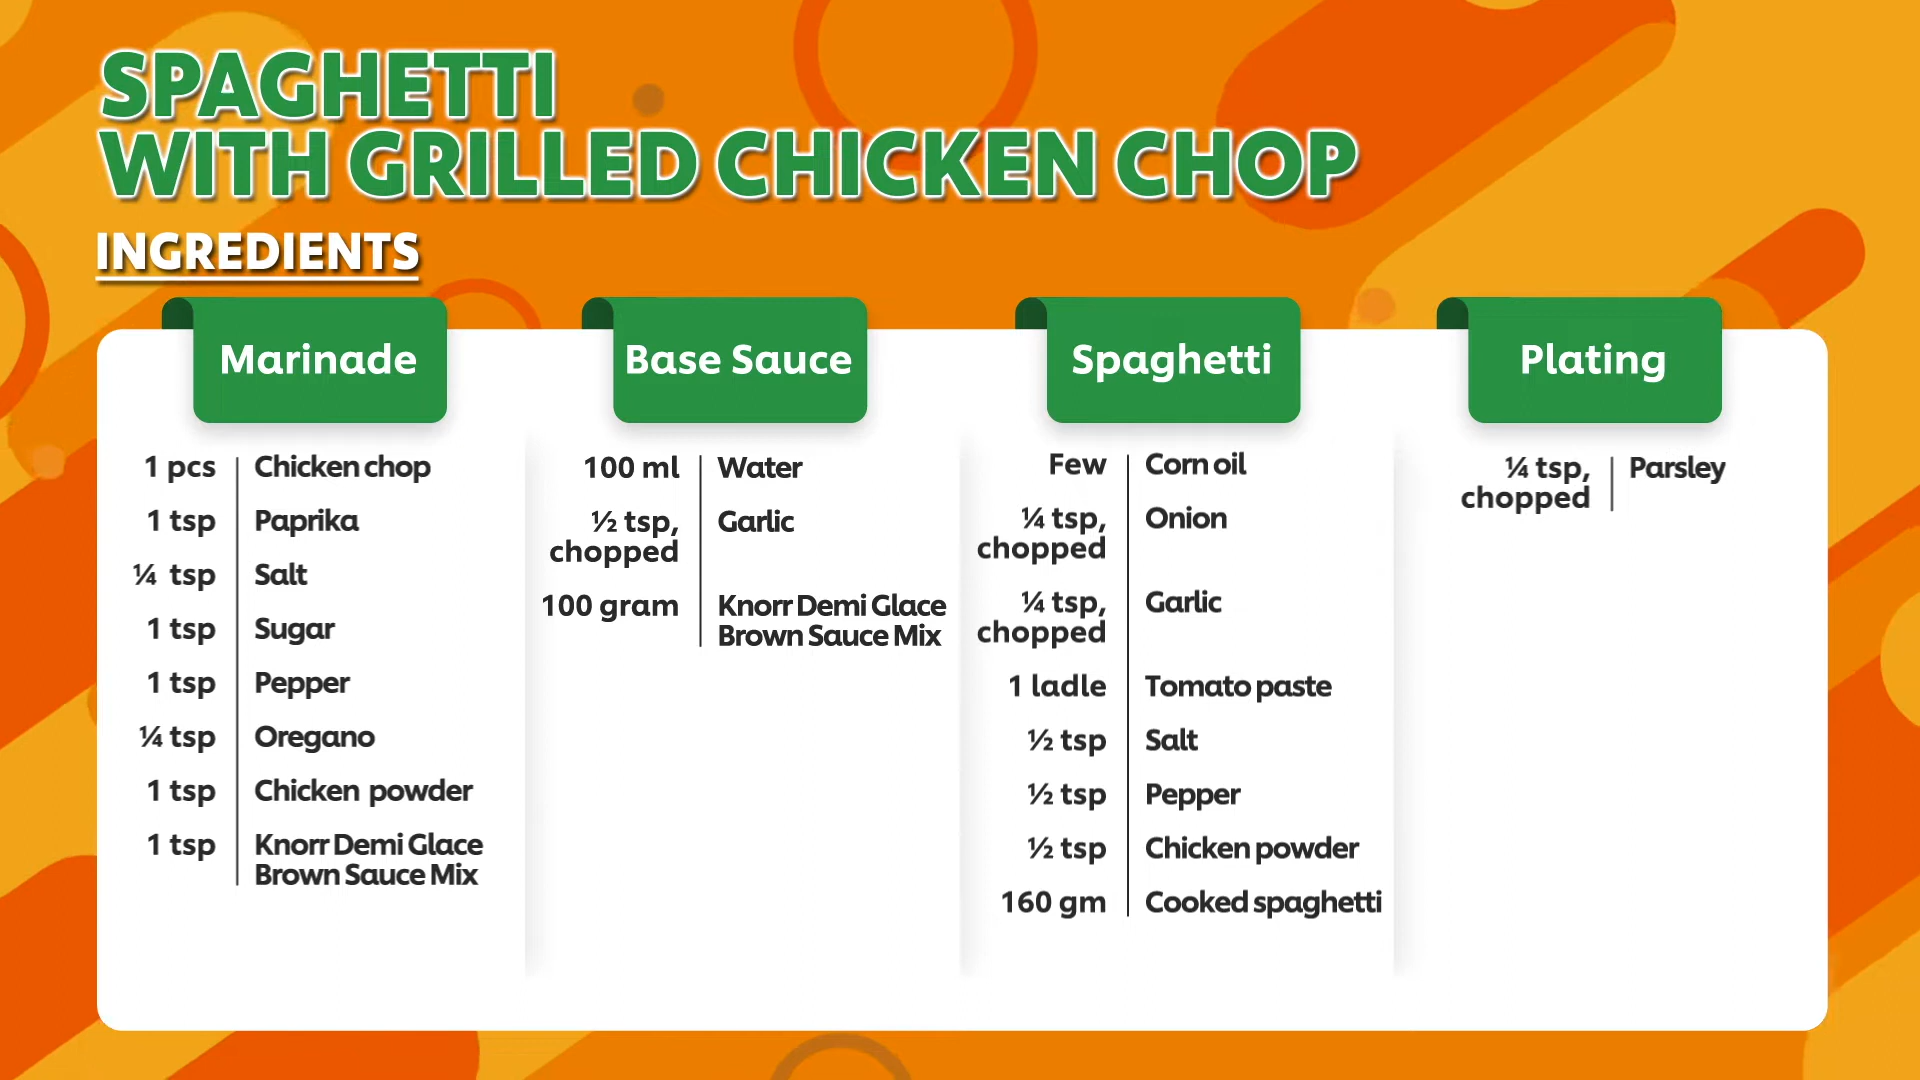 SPAGHETTI
WITH GRILLED CHICKEN CHOP
INGREDIENTS
Marinade
1 pcs Chicken chop
1 tsp Paprika
¼ tsp Salt
1 tsp Sugar
1 tsp Pepper
¼ tsp Oregano
1 tsp Chicken powder
1 tsp Knorr Demi Glace
Brown Sauce Mix
Base Sauce
100 ml Water
½ tsp, Garlic
chopped
100 gram Knorr Demi Glace
Brown Sauce Mix
Spaghetti
Few Corn oil
¼ tsp, Onion
chopped
¼ tsp, Garlic
chopped
1 ladle Tomato paste
½ tsp Salt
½ tsp Pepper
½ tsp Chicken powder
160 gm Cooked spaghetti
Plating
¼ tsp, Parsley
chopped